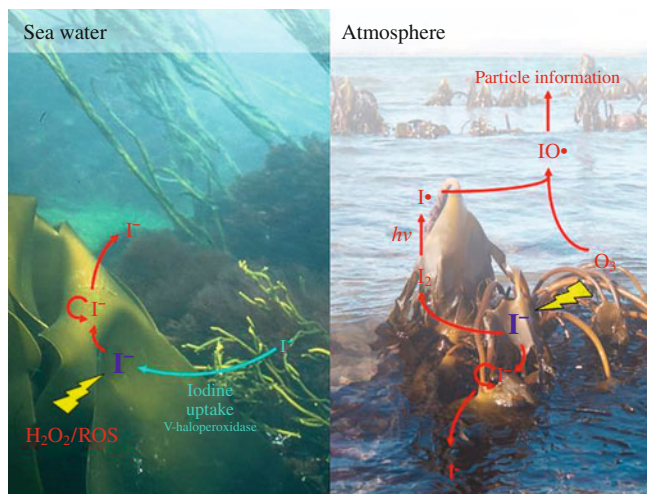 Sea water
I⁻
I⁻
I⁻
I⁻
Iodine
uptake
V-haloperoxidase
H₂O₂/ROS
Atmosphere
Particle information
IO•
I•
hv
O₃
I₂
I⁻
I⁻
I⁻